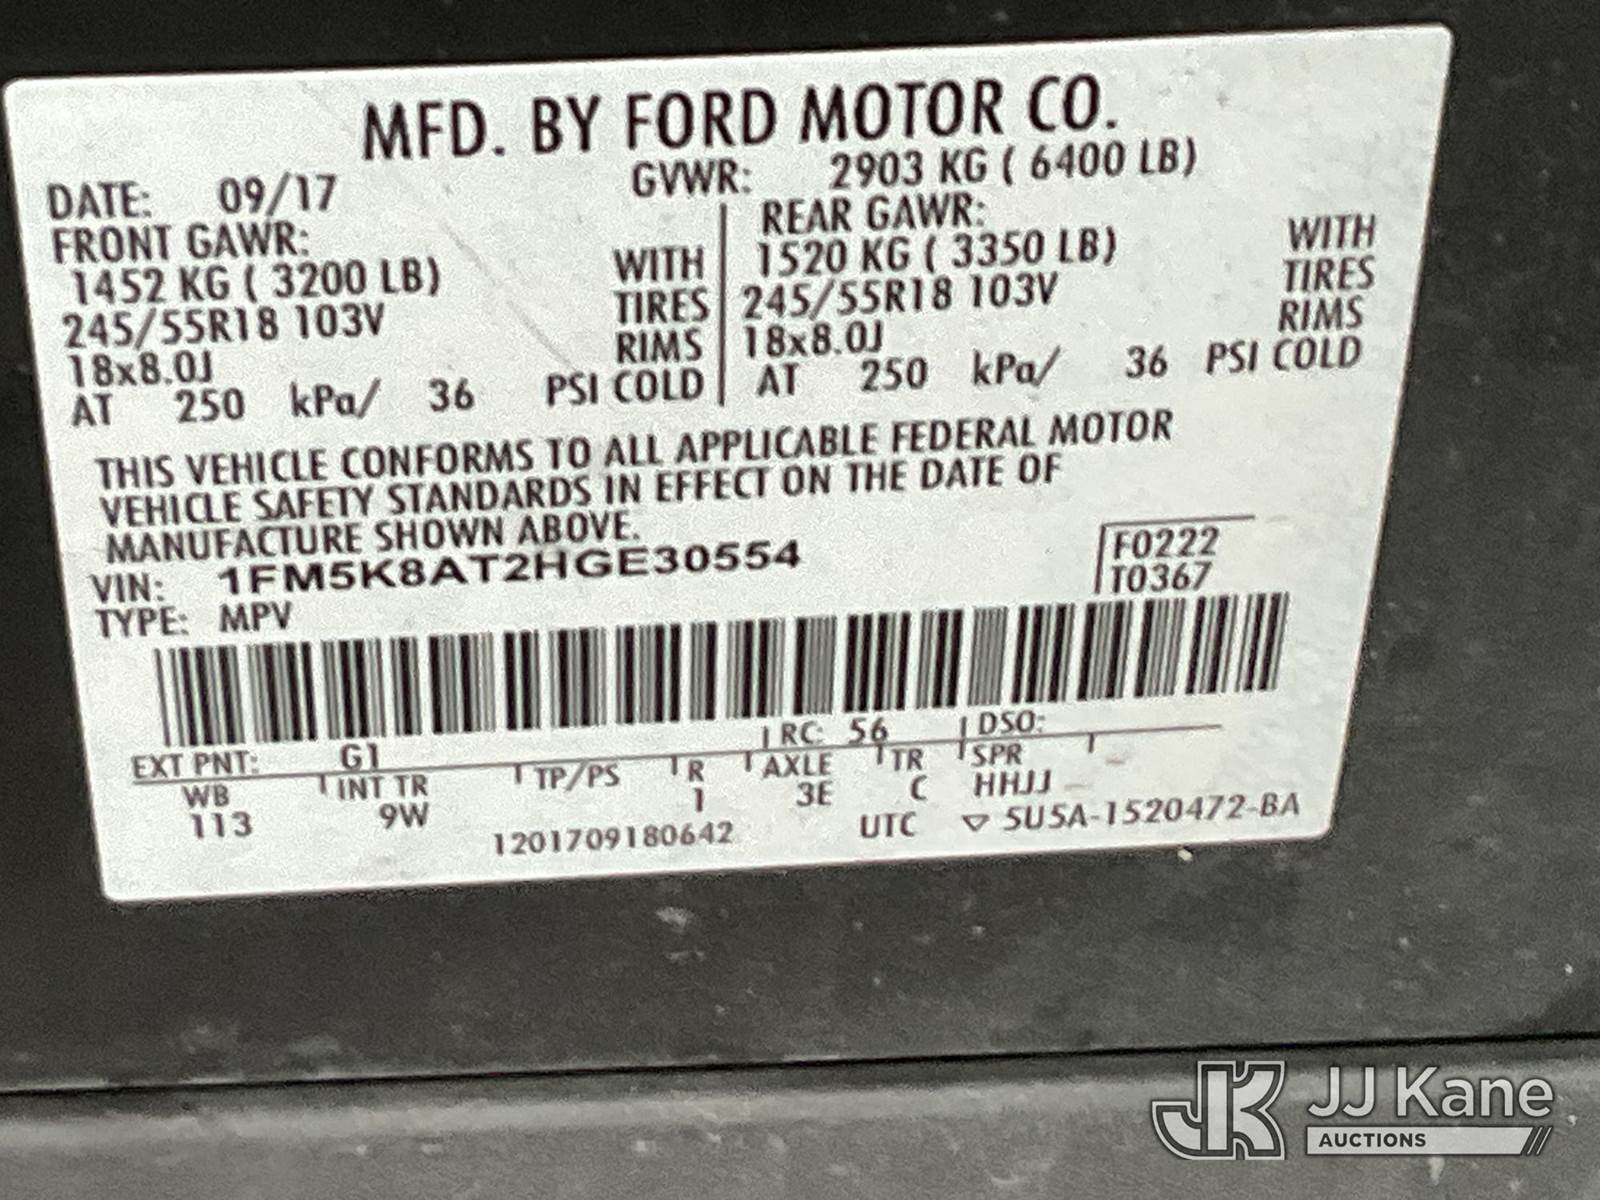 MFD. BY FORD MOTOR CO.
DATE: 09/17 GVWR: 2903 KG ( 6400 LB)
FRONT GAWR: REAR GAWR:
1452 KG ( 3200 LB) WITH 1520 KG ( 3350 LB) WITH
245/55R18 103V TIRES 245/55R18 103V TIRES
18x8.0J RIMS 18x8.0J RIMS
AT 250 kPa/ 36 PSI COLD AT 250 kPa/ 36 PSI COLD
THIS VEHICLE CONFORMS TO ALL APPLICABLE FEDERAL MOTOR
VEHICLE SAFETY STANDARDS IN EFFECT ON THE DATE OF
MANUFACTURE SHOWN ABOVE.
VIN: 1FM5K8AT2HGE30554
TYPE: MPV
F0222
T0367
EXT PNT: G1 RC: 56 DSO:
WB INT TR TP/PS R AXLE TR SPR
113 9W 1 3E C HHJJ
1201709180642 UTC ▽ 5U5A-1520472-BA
JK JJ Kane
AUCTIONS